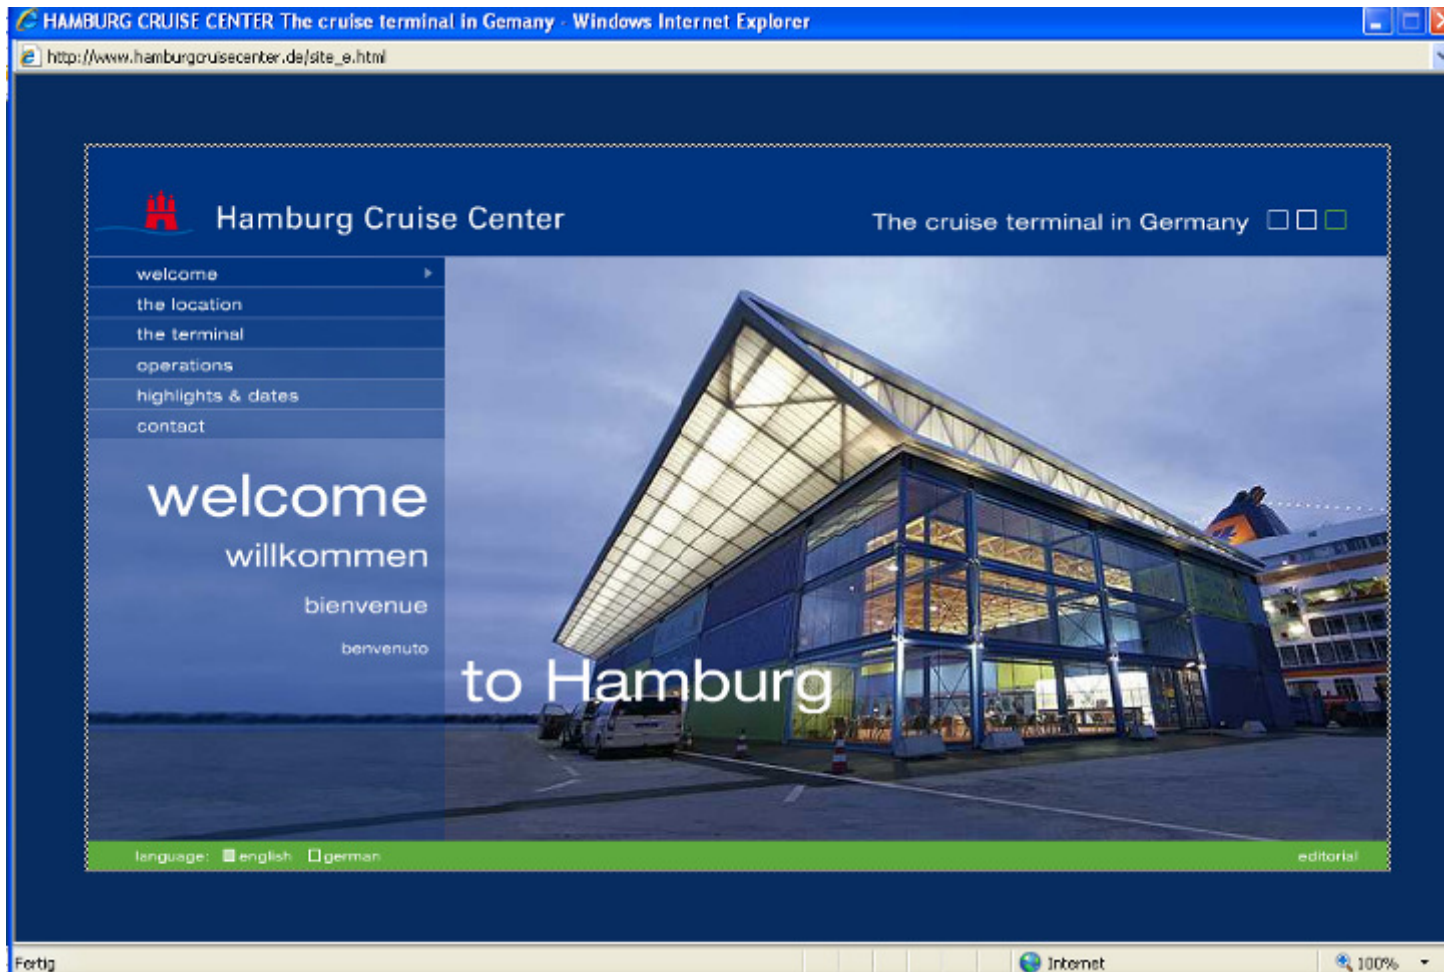 HAMBURG CRUISE CENTER The cruise terminal in Gemany - Windows Internet Explorer
http://www.hamburgcruisecenter.de/site_e.html
Hamburg Cruise Center
The cruise terminal in Germany
welcome
the location
the terminal
operations
highlights & dates
contact
welcome
willkommen
bienvenue
benvenuto
to Hamburg
language: english german
editorial
Fertig
Internet
100%